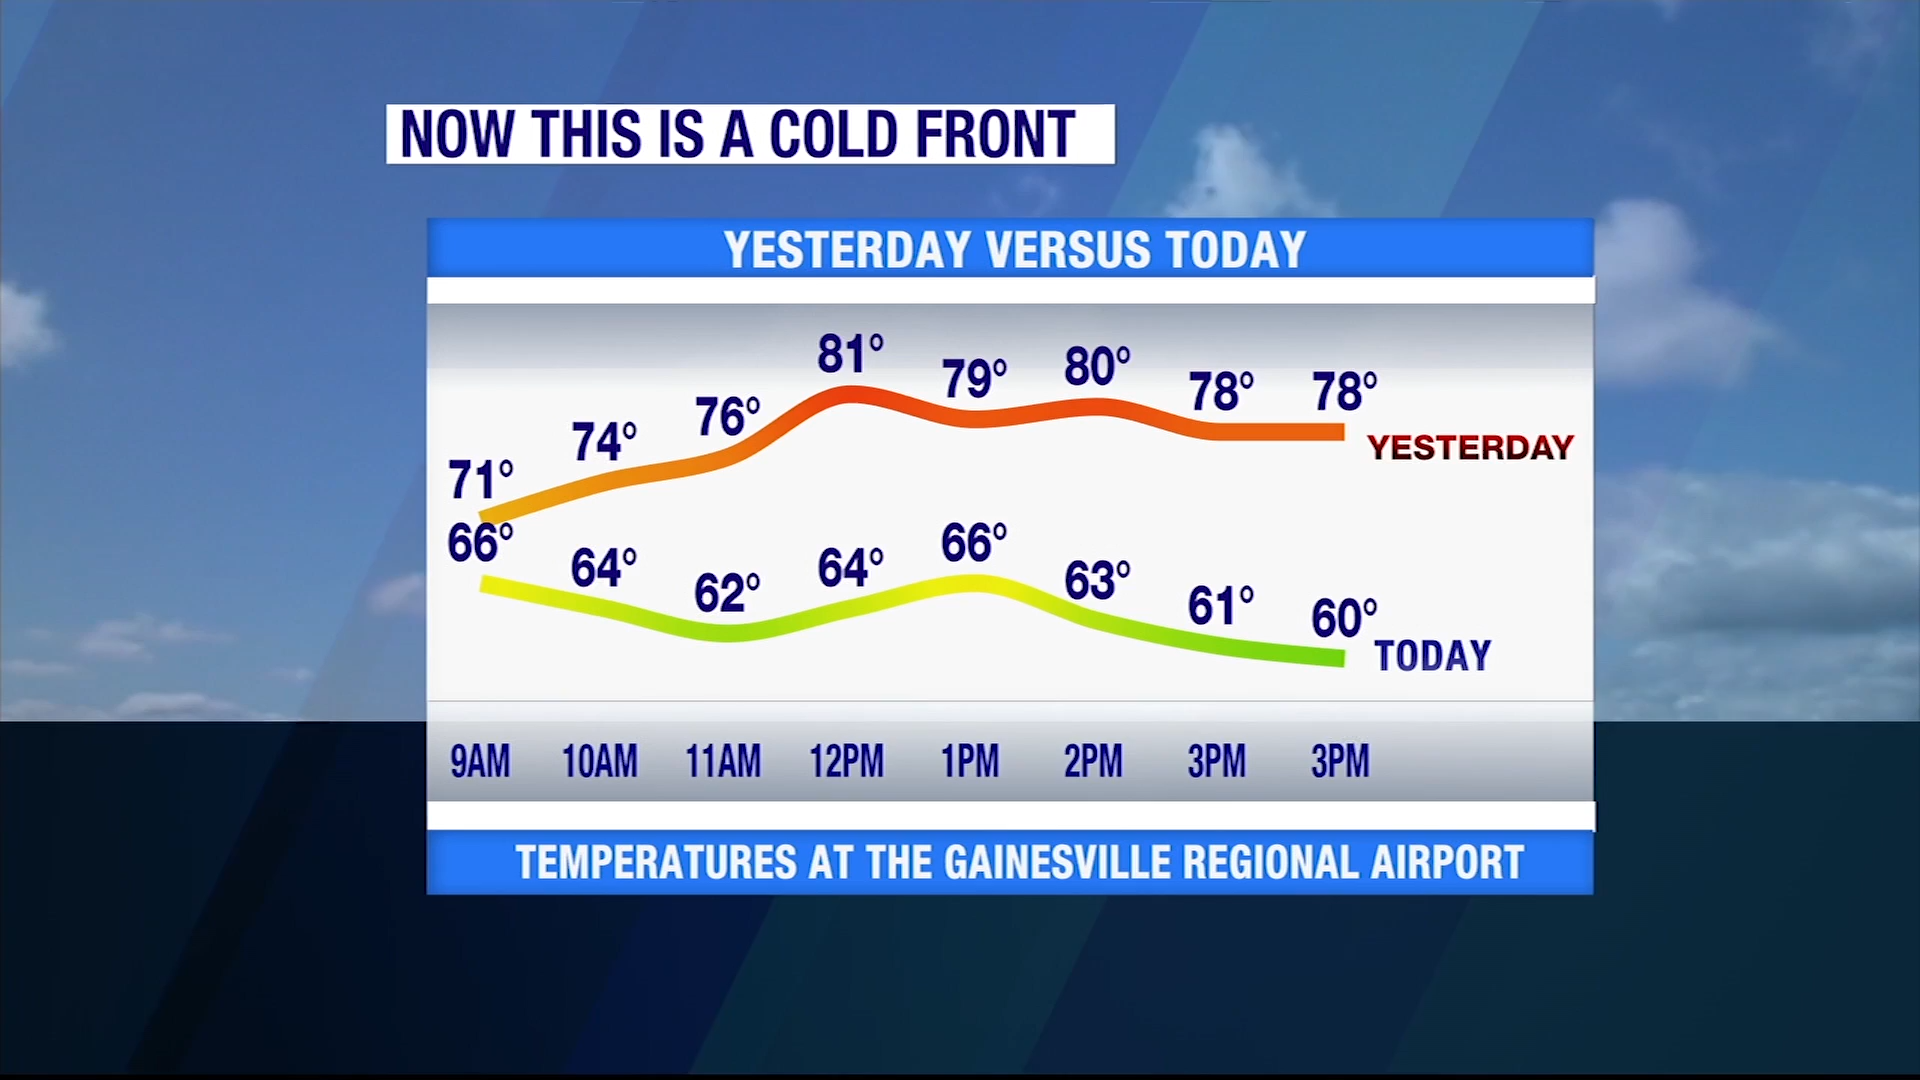 NOW THIS IS A COLD FRONT
YESTERDAY VERSUS TODAY
71° 74° 76° 81° 79° 80° 78° 78°
YESTERDAY
66° 64° 62° 64° 66° 63° 61° 60°
TODAY
9AM 10AM 11AM 12PM 1PM 2PM 3PM 3PM
TEMPERATURES AT THE GAINESVILLE REGIONAL AIRPORT